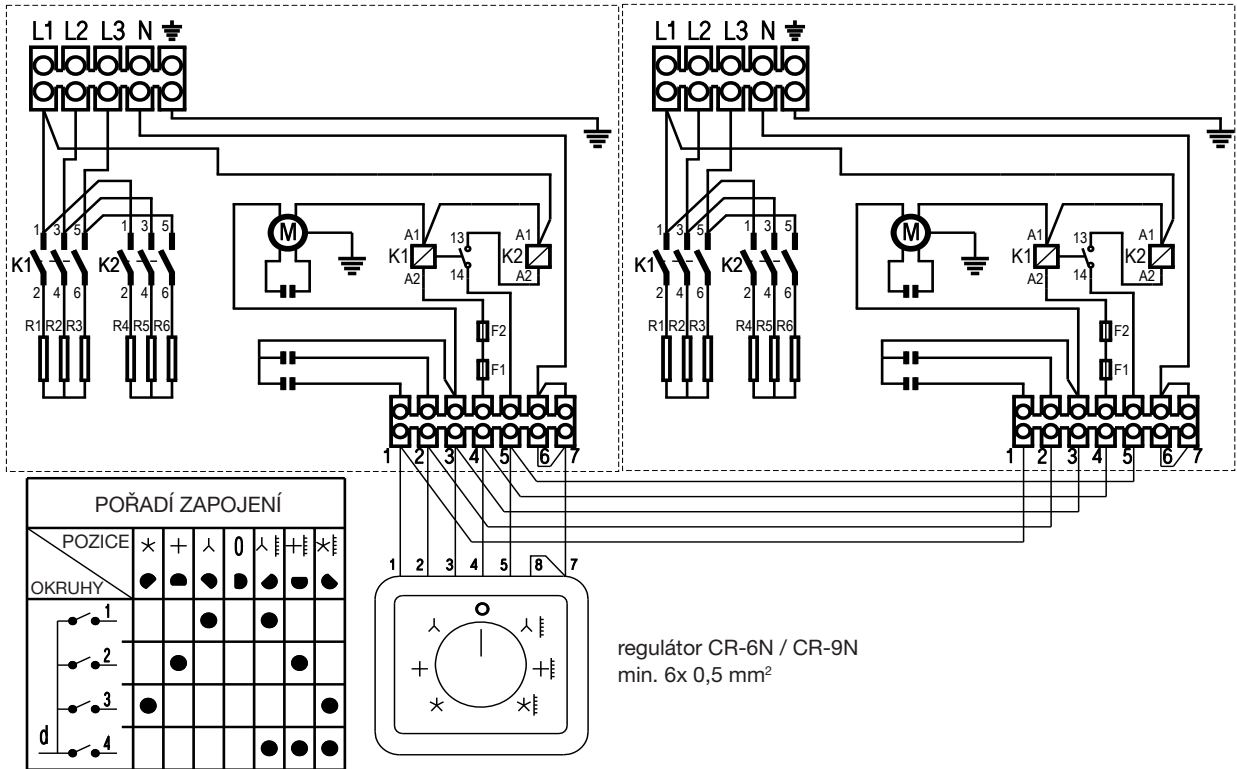 L1 L2 L3 N
L1 L2 L3 N
1 3 5 1 3 5
K1 K2
2 4 6 2 4 6
R1 R2 R3 R4 R5 R6
M
A1 13 A1
K1 K2
A2 14 A2
F2
F1
1 2 3 4 5 6 7
1 3 5 1 3 5
K1 K2
2 4 6 2 4 6
R1 R2 R3 R4 R5 R6
M
A1 13 A1
K1 K2
A2 14 A2
F2
F1
1 2 3 4 5 6 7
POŘADÍ ZAPOJENÍ
POZICE 0
OKRUHY
1
2
3
d 4
1 2 3 4 5 8 7
regulátor CR-6N / CR-9N
min. 6x 0,5 mm²